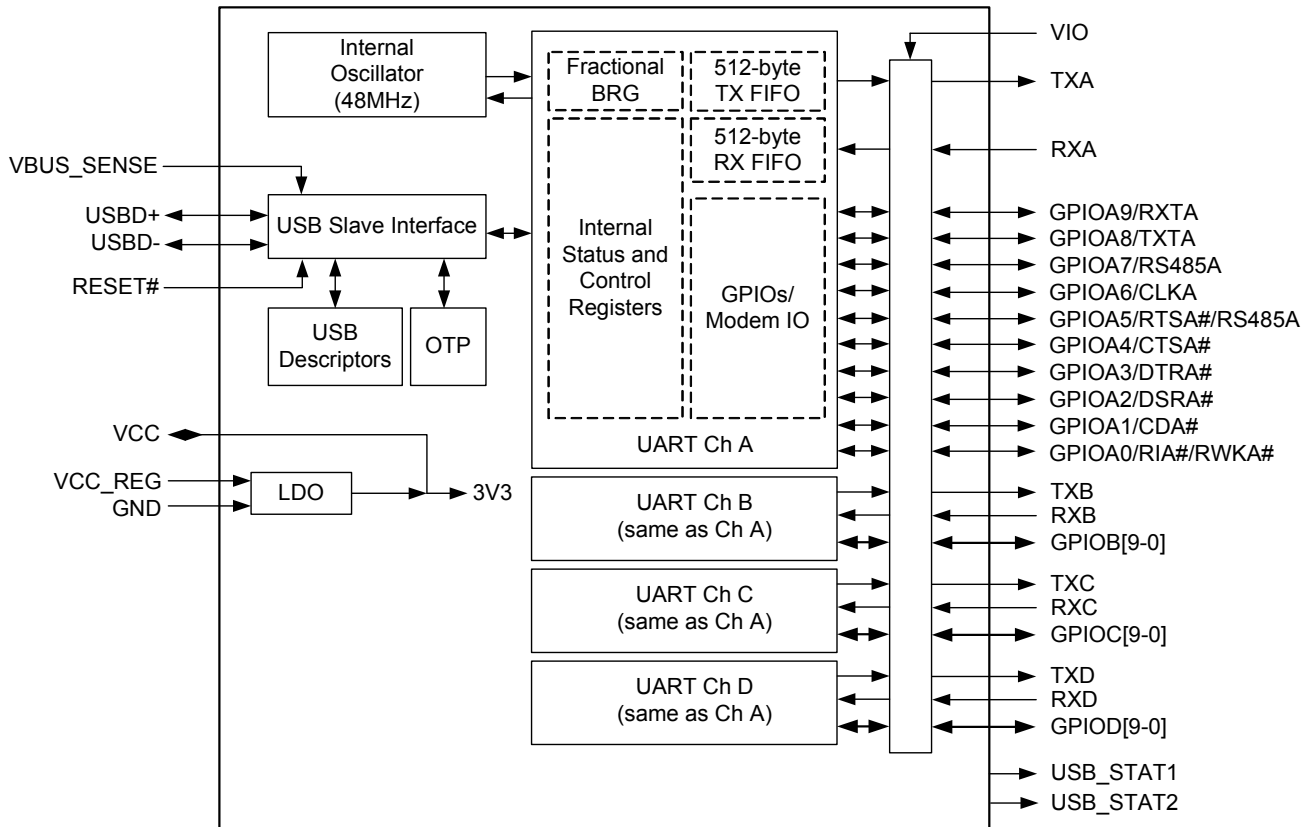 Internal
Oscillator
(48MHz)
VBUS_SENSE
USBD+
USBD-
RESET#
USB Slave Interface
USB
Descriptors
OTP
VCC
VCC_REG
GND
LDO
3V3
Fractional
BRG
512-byte
TX FIFO
512-byte
RX FIFO
Internal
Status and
Control
Registers
GPIOs/
Modem IO
UART Ch A
UART Ch B
(same as Ch A)
UART Ch C
(same as Ch A)
UART Ch D
(same as Ch A)
VIO
TXA
RXA
GPIOA9/RXTA
GPIOA8/TXTA
GPIOA7/RS485A
GPIOA6/CLKA
GPIOA5/RTSA#/RS485A
GPIOA4/CTSA#
GPIOA3/DTRA#
GPIOA2/DSRA#
GPIOA1/CDA#
GPIOA0/RIA#/RWKA#
TXB
RXB
GPIOB[9-0]
TXC
RXC
GPIOC[9-0]
TXD
RXD
GPIOD[9-0]
USB_STAT1
USB_STAT2